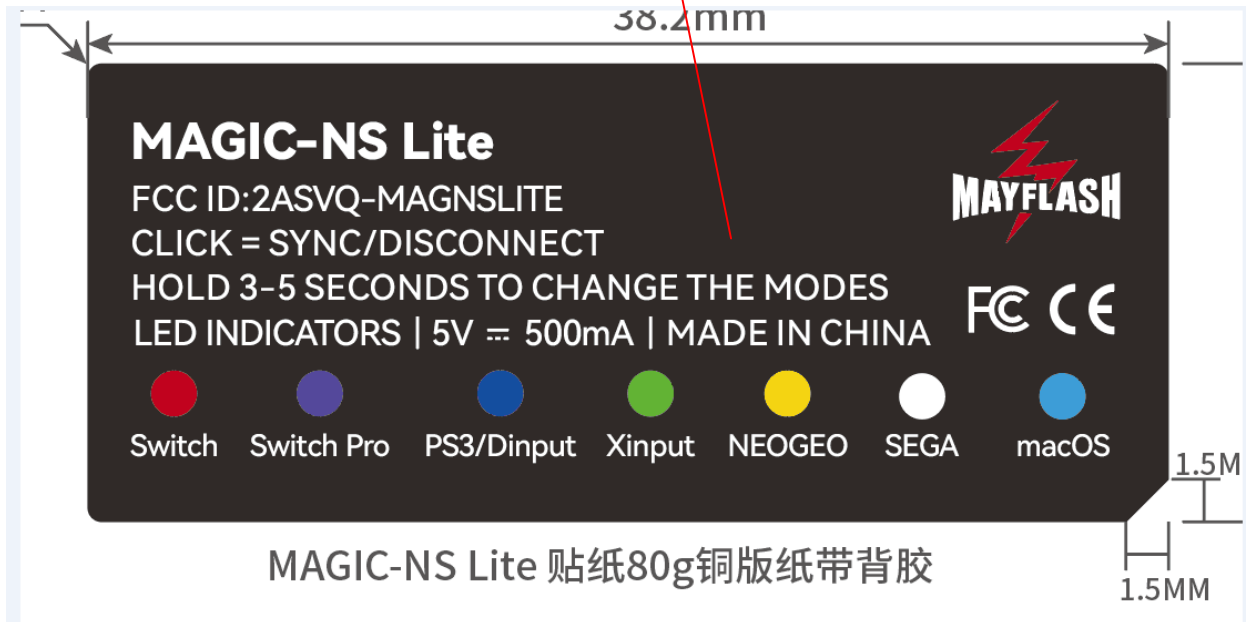 38.2mm
MAGIC-NS Lite
FCC ID:2ASVQ-MAGNSLITE
CLICK = SYNC/DISCONNECT
HOLD 3-5 SECONDS TO CHANGE THE MODES
LED INDICATORS | 5V ⎓ 500mA | MADE IN CHINA
MAYFLASH
FC CE
Switch Switch Pro PS3/Dinput Xinput NEOGEO SEGA macOS
1.5M
MAGIC-NS Lite 贴纸80g铜版纸带背胶
1.5MM